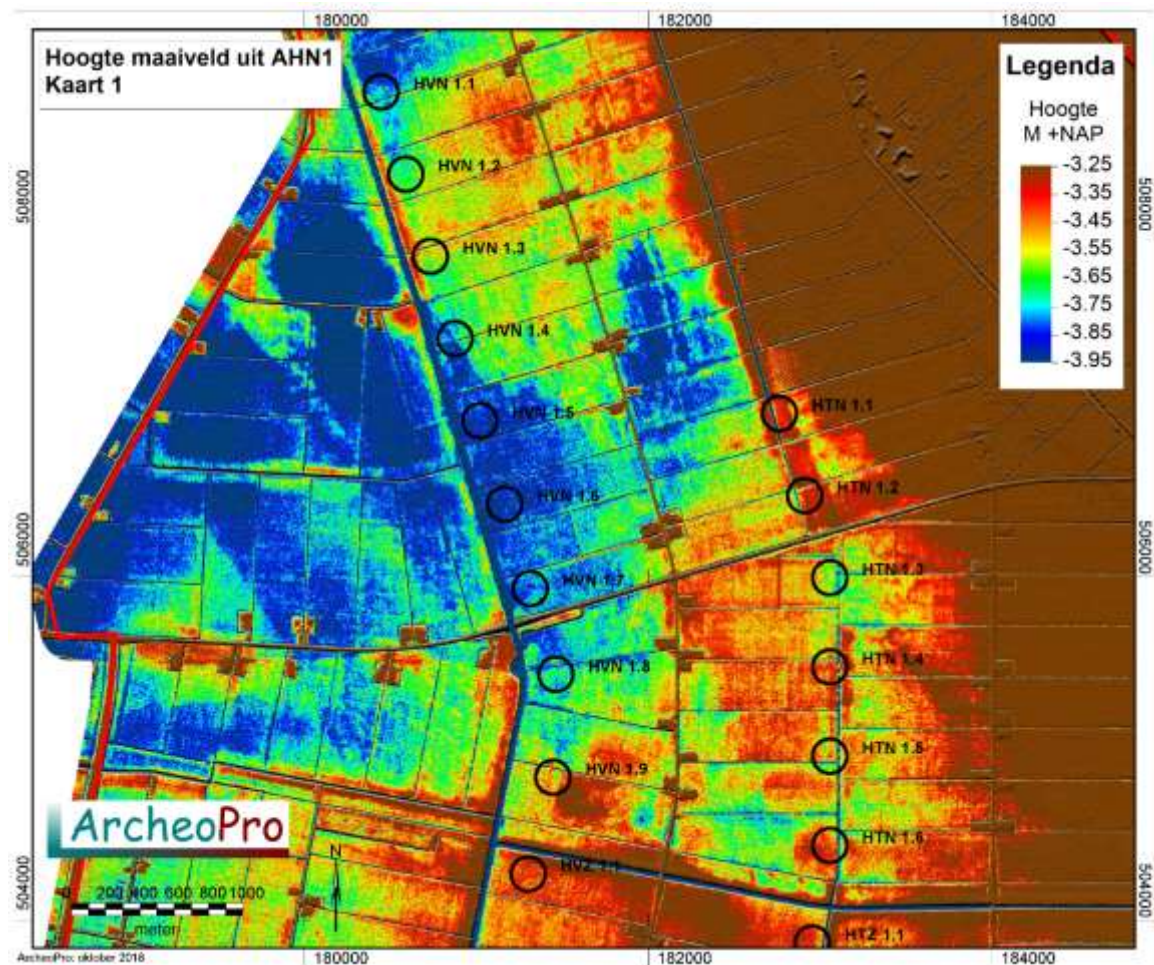 180000
182000
184000
Hoogte maaiveld uit AHN1
Kaart 1
Legenda
Hoogte
M +NAP
-3.25
-3.35
-3.45
-3.55
-3.65
-3.75
-3.85
-3.95
HVN 1.1
HVN 1.2
HVN 1.3
HVN 1.4
HVN 1.5
HVN 1.6
HVN 1.7
HVN 1.8
HVN 1.9
HTN 1.1
HTN 1.2
HTN 1.3
HTN 1.4
HTN 1.5
HTN 1.6
HTZ 1.1
508000
508000
506000
506000
504000
504000
ArcheoPro
N
0 200 400 600 800 1000
meter
180000
182000
184000
ArcheoPro: oktober 2018